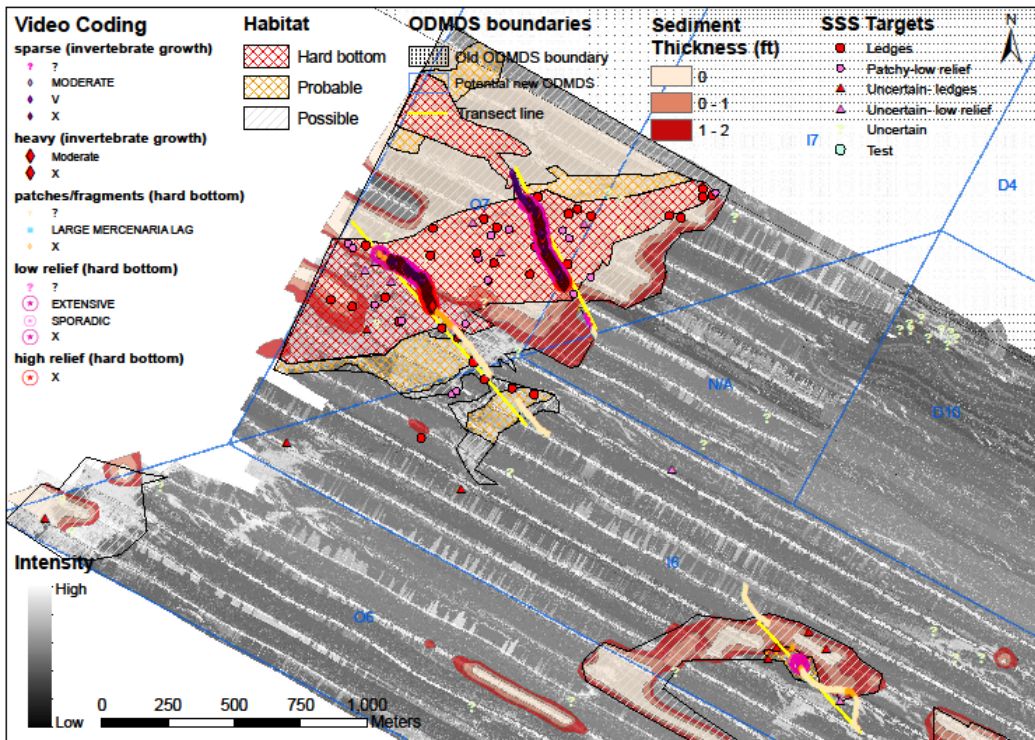 Video Coding
sparse (invertebrate growth)
?
MODERATE
V
X
heavy (invertebrate growth)
Moderate
X
patches/fragments (hard bottom)
?
LARGE MERCENARIA LAG
X
low relief (hard bottom)
?
EXTENSIVE
SPORADIC
X
high relief (hard bottom)
X
Habitat
Hard bottom
Probable
Possible
ODMDS boundaries
Old ODMDS boundary
Potential new ODMDS
Transect line
Sediment
Thickness (ft)
0
0 - 1
1 - 2
SSS Targets
Ledges
Patchy-low relief
Uncertain- ledges
Uncertain- low relief
Uncertain
Test
N
I7
D4
O7
N/A
D10
I6
O6
Intensity
High
Low
0 250 500 750 1,000
Meters